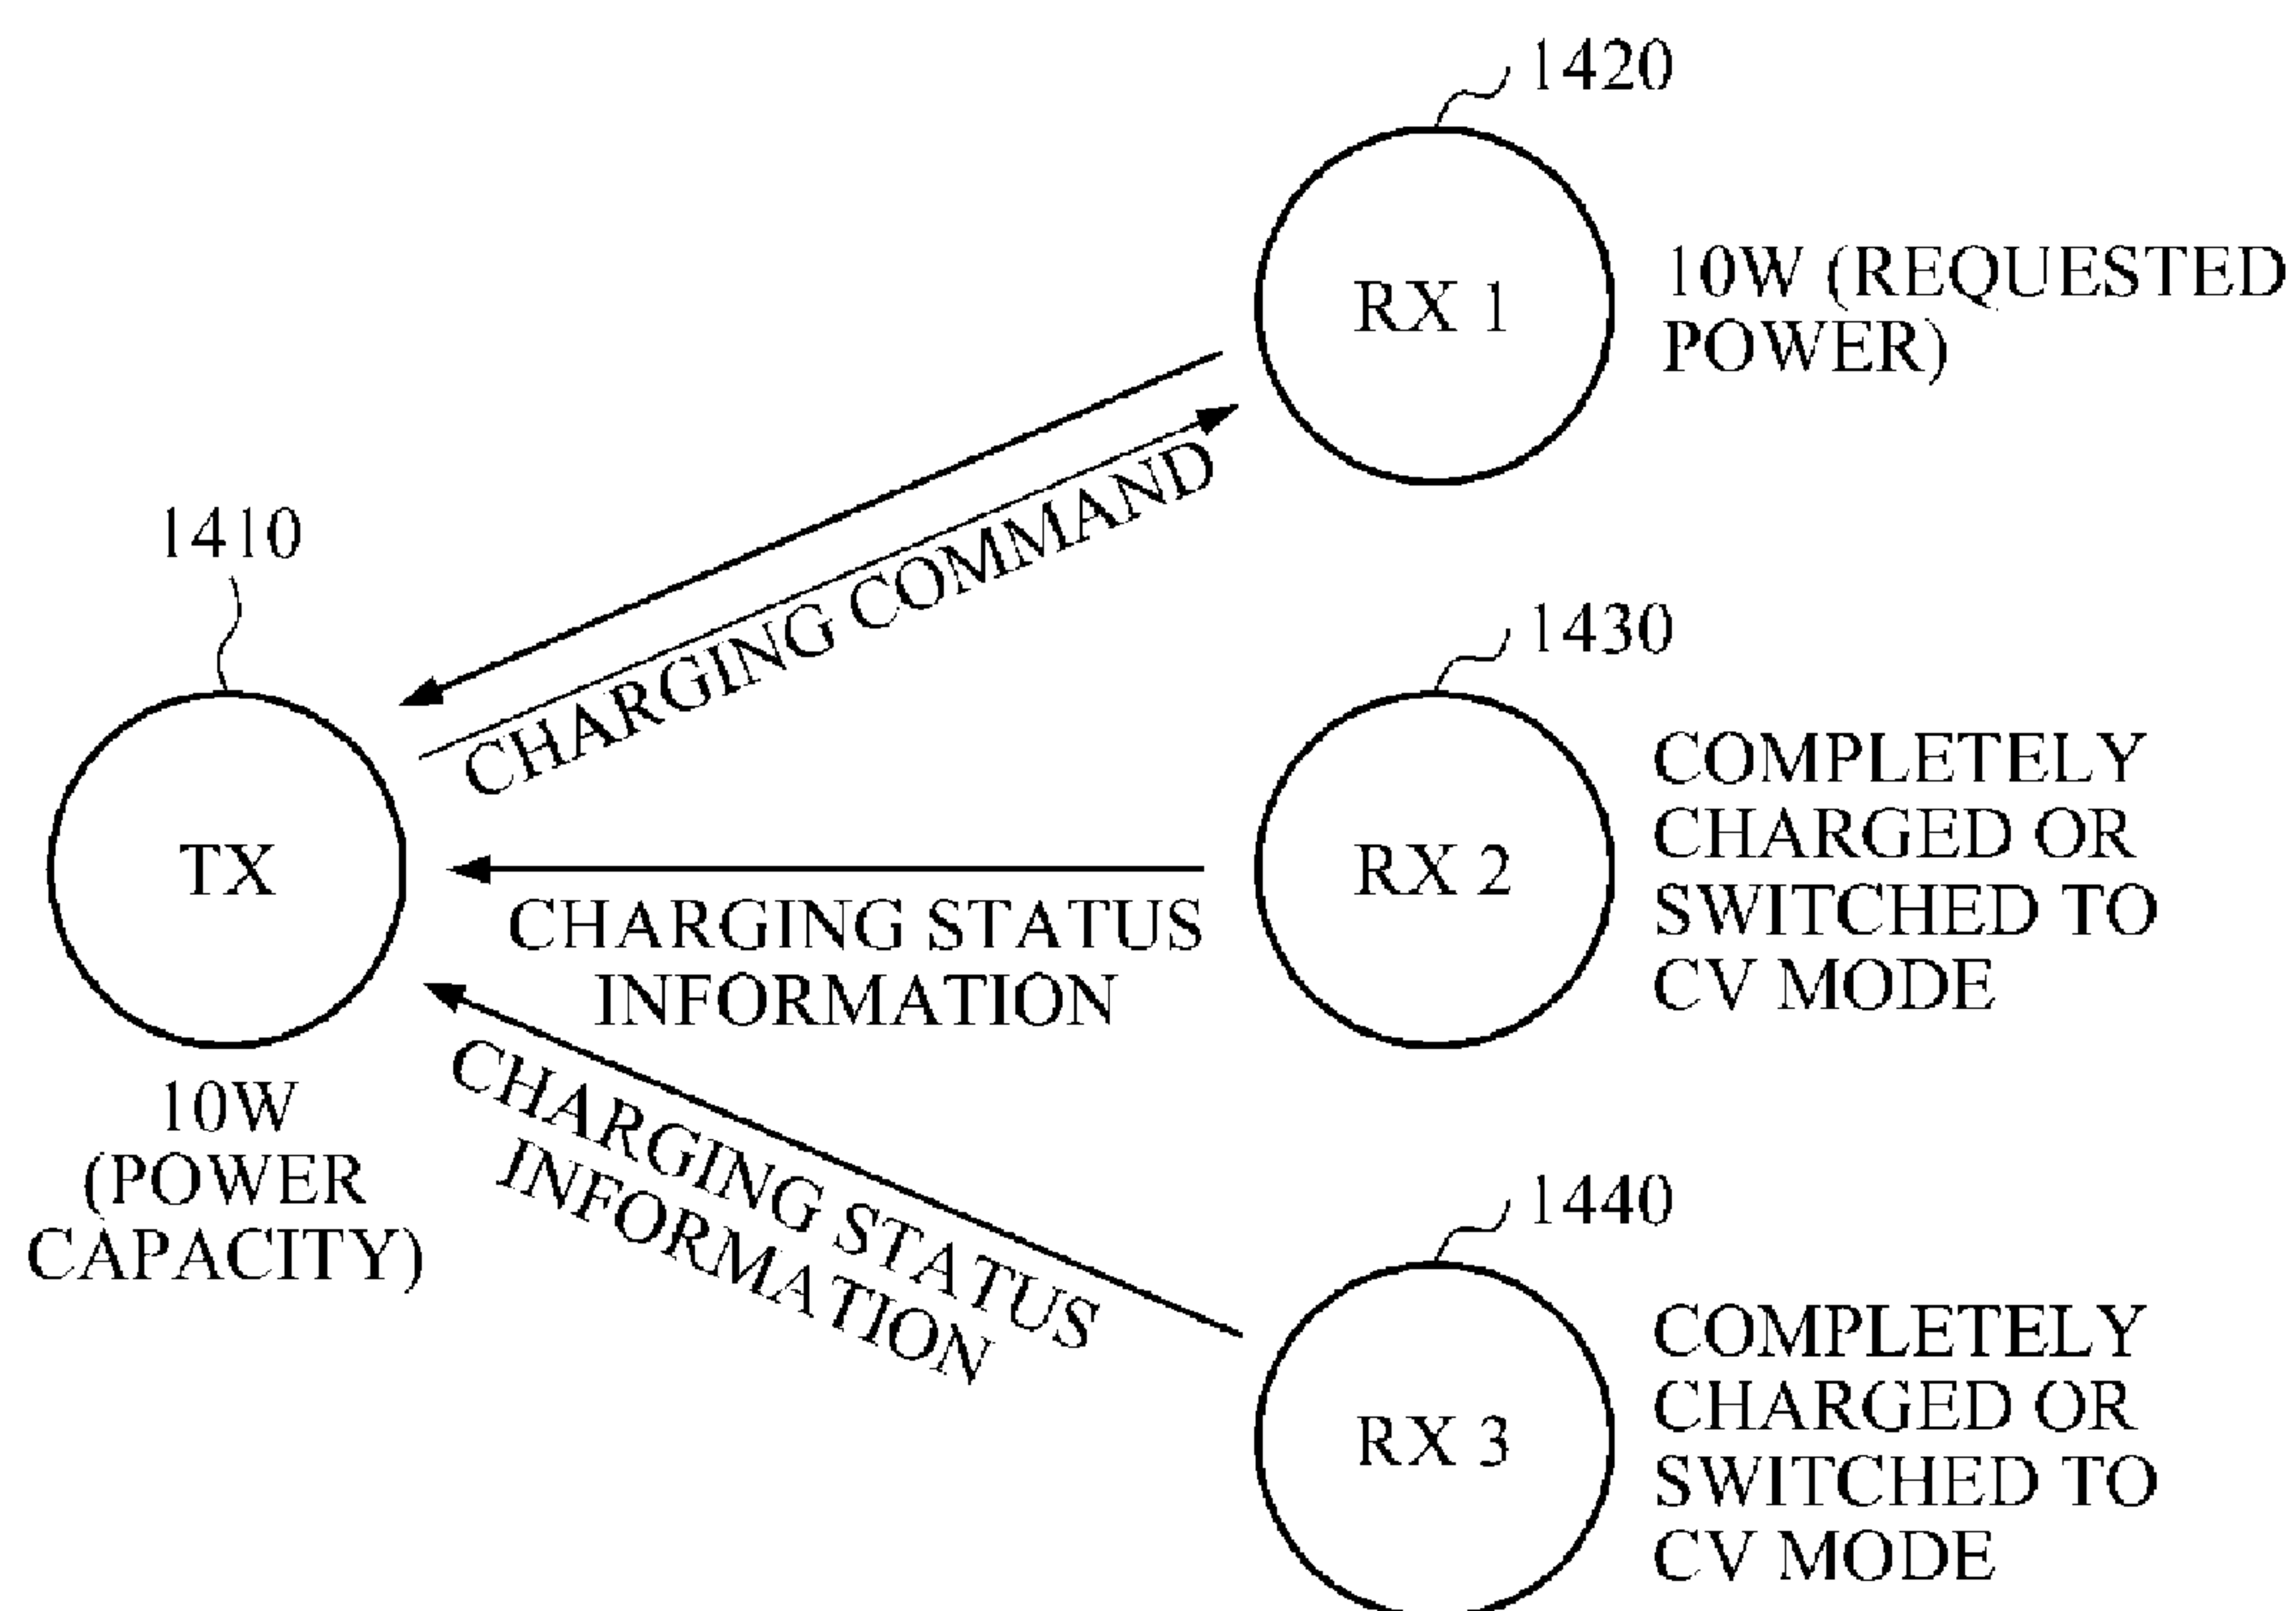 1420
RX 1
10W (REQUESTED
POWER)
CHARGING COMMAND
1410
TX
10W
(POWER
CAPACITY)
1430
RX 2
COMPLETELY
CHARGED OR
SWITCHED TO
CV MODE
CHARGING STATUS
INFORMATION
CHARGING STATUS
INFORMATION
1440
RX 3
COMPLETELY
CHARGED OR
SWITCHED TO
CV MODE